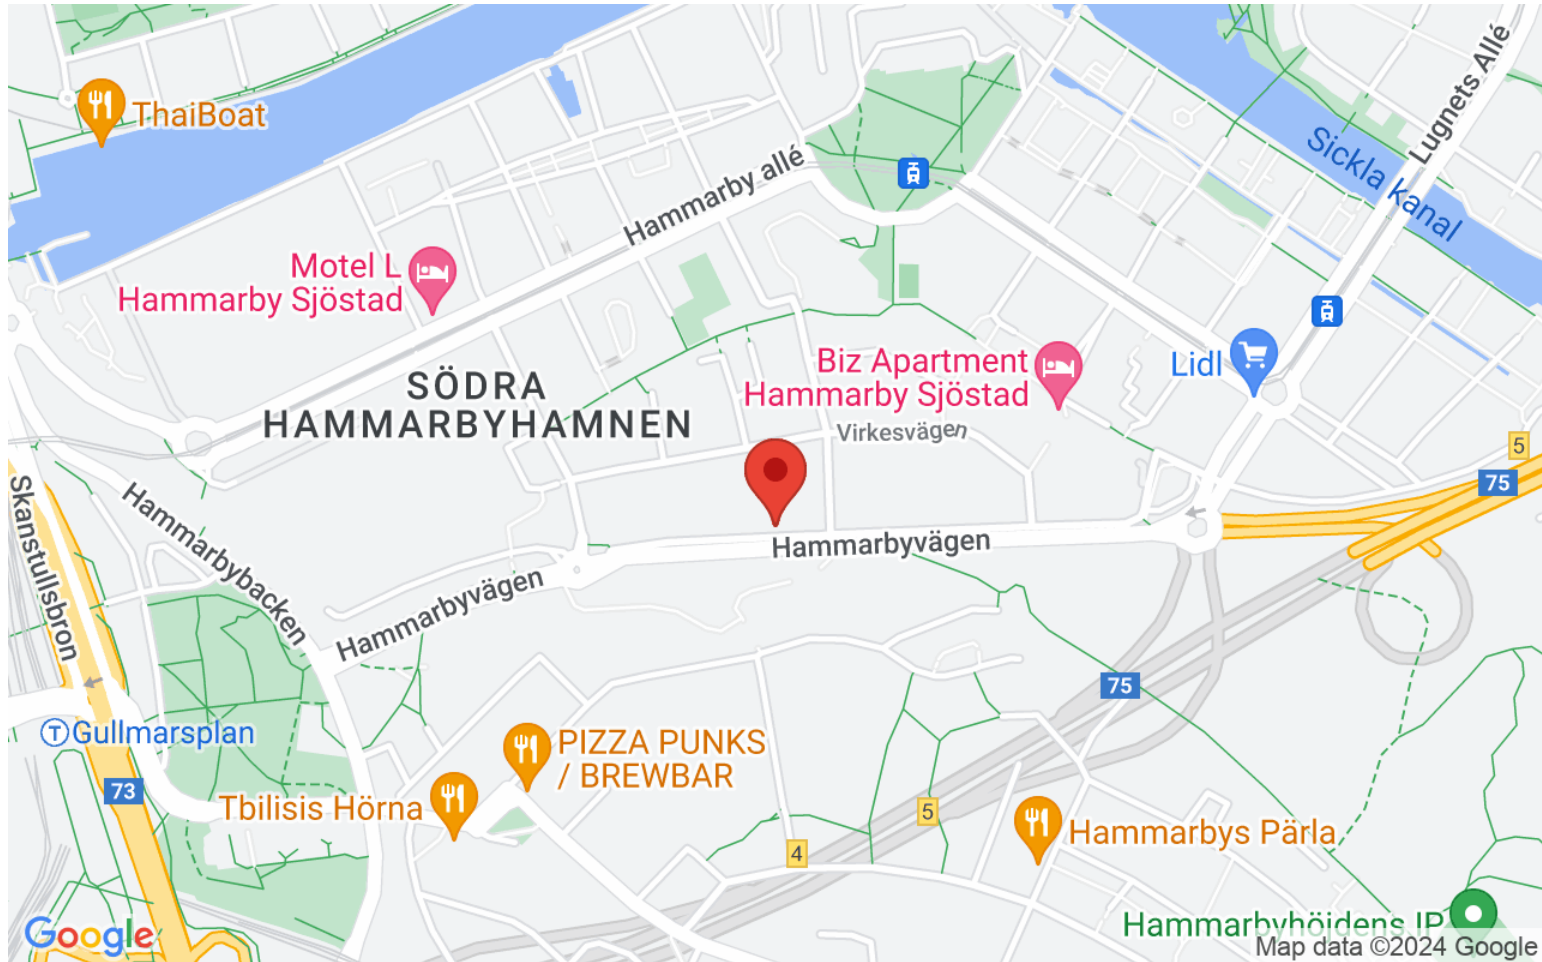 ThaiBoat
Lugnets Allé
Sickla kanal
Hammarby allé
Motel L
Hammarby Sjöstad
Biz Apartment
Hammarby Sjöstad
Lidl
SÖDRA
HAMMARBYHAMNEN
Virkesvägen
5
75
Skanstullsbron
Hammarbybacken
Hammarbyvägen
Hammarbyvägen
75
T
Gullmarsplan
73
PIZZA PUNKS
/ BREWBAR
Tbilisis Hörna
5
4
Hammarbys Pärla
Hammarbyhöjdens IP
Google
Map data ©2024 Google